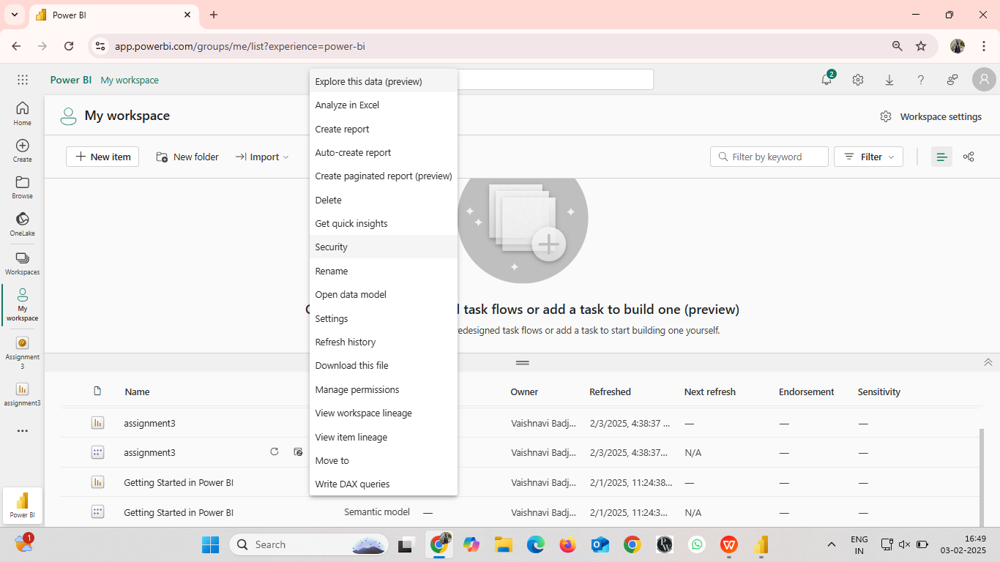 Power BI
app.powerbi.com/groups/me/list?experience=power-bi
Power BI My workspace
2
Home
Create
Browse
OneLake
Workspaces
My workspace
Assignment 3
assignment3
Power BI
My workspace
Workspace settings
New item
New folder
Import
Filter by keyword
Filter
Explore this data (preview)
Analyze in Excel
Create report
Auto-create report
Create paginated report (preview)
Delete
Get quick insights
Security
Rename
Open data model
Settings
Refresh history
Download this file
Manage permissions
View workspace lineage
View item lineage
Move to
Write DAX queries
task flows or add a task to build one (preview)
task flows or add a task to start building one yourself.
Name Owner Refreshed Next refresh Endorsement Sensitivity
assignment3 Vaishnavi Badj... 2/3/2025, 4:38:37 ... — — —
assignment3 Vaishnavi Badj... 2/3/2025, 4:38:37... N/A — —
Getting Started in Power BI Vaishnavi Badj... 2/1/2025, 11:24:38... — — —
Getting Started in Power BI Semantic model — Vaishnavi Badj... 2/1/2025, 11:24:3... N/A — —
1
Search
ENG
IN
16:49
03-02-2025